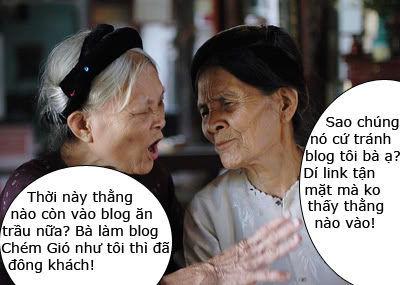 Sao chúng
nó cứ tránh
blog tôi bà ạ?
Dí link tận
mặt mà ko
thấy thằng
nào vào!
Thời này thằng
nào còn vào blog ăn
trầu nữa? Bà làm blog
Chém Gió như tôi thì đã
đông khách!